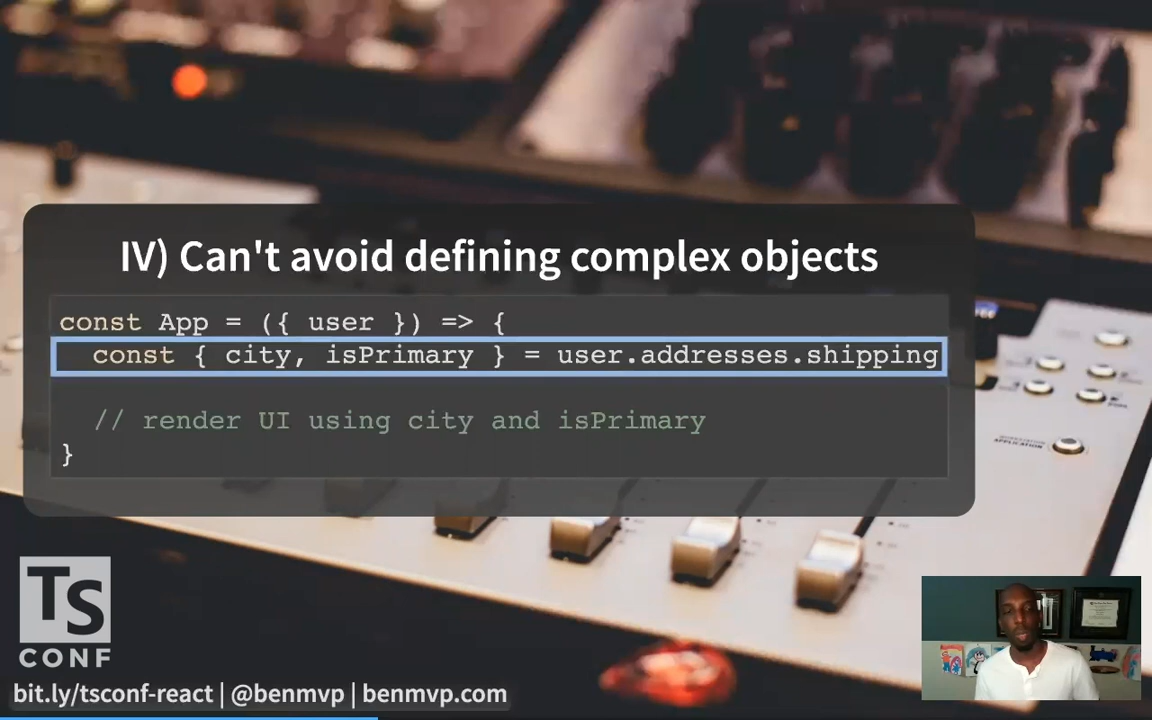 IV) Can't avoid defining complex objects
const App = ({ user }) => {
const { city, isPrimary } = user.addresses.shipping
// render UI using city and isPrimary
}
TS
CONF
bit.ly/tsconf-react | @benmvp | benmvp.com